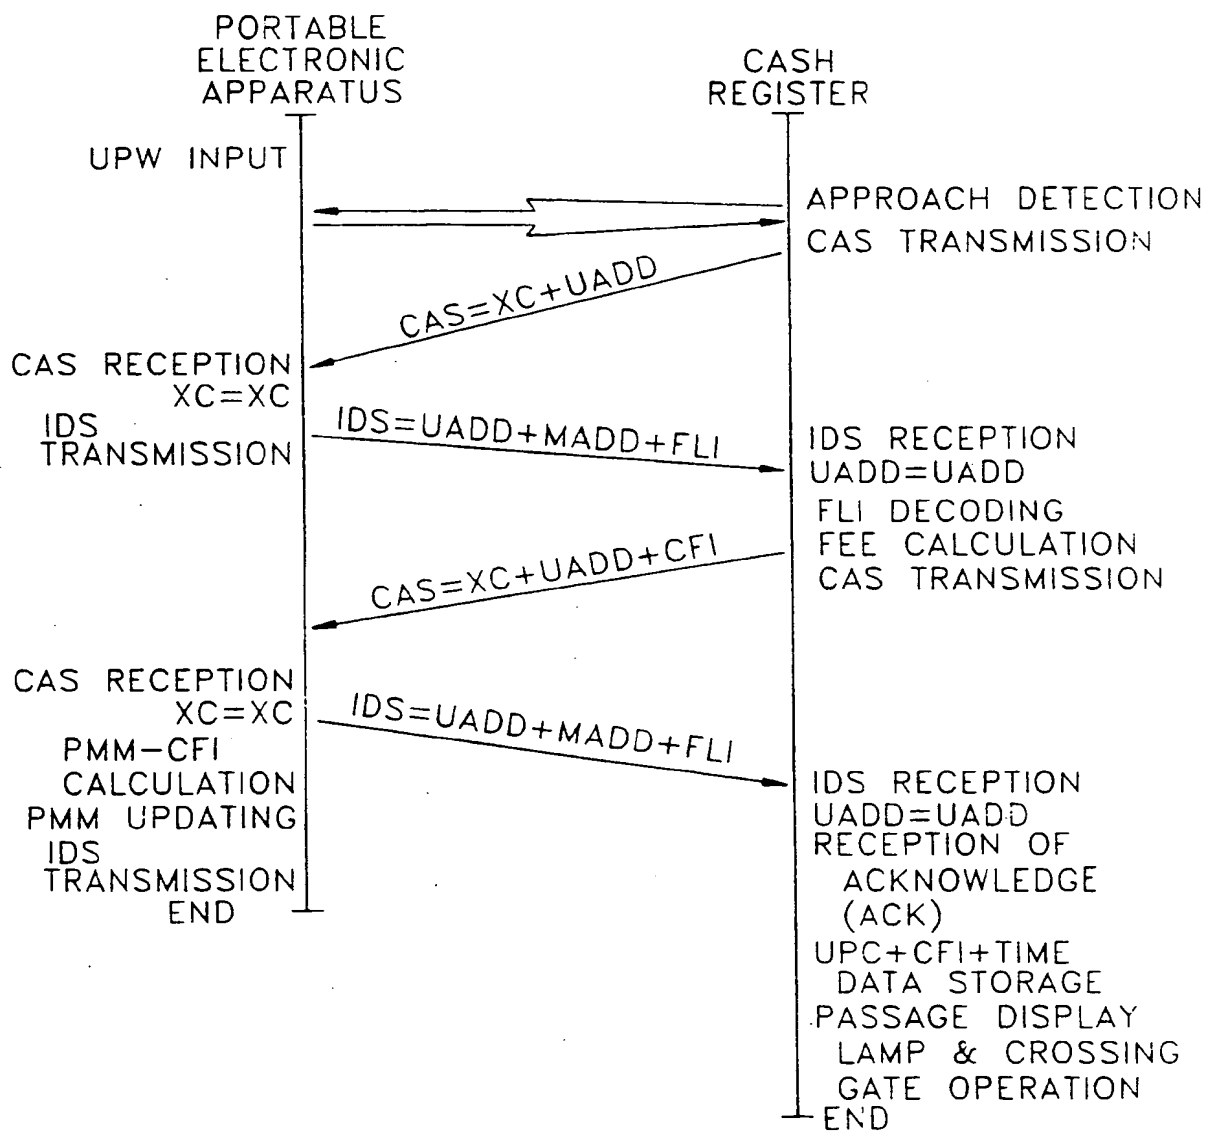 PORTABLE
ELECTRONIC
APPARATUS
CASH
REGISTER
UPW INPUT
APPROACH DETECTION
CAS TRANSMISSION
CAS=XC+UADD
CAS RECEPTION
XC=XC
IDS
TRANSMISSION
IDS=UADD+MADD+FLI
IDS RECEPTION
UADD=UADD
FLI DECODING
FEE CALCULATION
CAS TRANSMISSION
CAS=XC+UADD+CFI
CAS RECEPTION
XC=XC
IDS=UADD+MADD+FLI
PMM-CFI
CALCULATION
PMM UPDATING
IDS
TRANSMISSION
END
IDS RECEPTION
UADD=UADD
RECEPTION OF
ACKNOWLEDGE
(ACK)
UPC+CFI+TIME
DATA STORAGE
PASSAGE DISPLAY
LAMP & CROSSING
GATE OPERATION
END